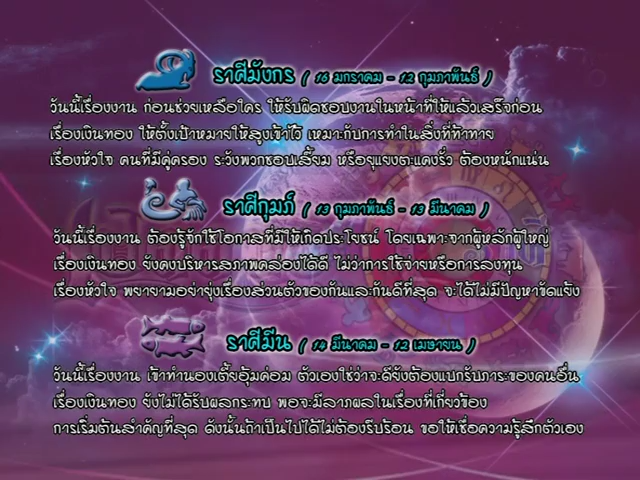 ราศีมังกร ( 16 มกราคม - 12 กุมภาพันธ์ )
วันนี้เรื่องงาน ก่อนช่วยเหลือใคร ให้รับผิดชอบงานในหน้าที่ให้แล้วเสร็จก่อน
เรื่องเงินทอง ให้ตั้งเป้าหมายให้สูงเข้าไว้ เหมาะกับการทำในสิ่งที่ท้าทาย
เรื่องหัวใจ คนที่มีคู่ครอง ระวังพวกชอบเสี้ยม หรือยุแยงตะแคงรั่ว ต้องหนักแน่น
ราศีกุมภ์ ( 13 กุมภาพันธ์ - 13 มีนาคม )
วันนี้เรื่องงาน ต้องรู้จักใช้โอกาสที่มีให้เกิดประโยชน์ โดยเฉพาะจากผู้หลักผู้ใหญ่
เรื่องเงินทอง ยังคงบริหารสภาพคล่องได้ดี ไม่ว่าการใช้จ่ายหรือการลงทุน
เรื่องหัวใจ พยายามอย่ายุ่งเรื่องส่วนตัวของกันและกันดีที่สุด จะได้ไม่มีปัญหาขัดแย้ง
ราศีมีน ( 14 มีนาคม - 12 เมษายน )
วันนี้เรื่องงาน เข้าทำนองเตี้ยอุ้มค่อม ตัวเองใช่ว่าจะดียังต้องแบกรับภาระของคนอื่น
เรื่องเงินทอง ยังไม่ได้รับผลกระทบ พอจะมีลาภผลในเรื่องที่เกี่ยวข้อง
การเริ่มต้นสำคัญที่สุด ดังนั้นถ้าเป็นไปได้ไม่ต้องรีบร้อน ขอให้เชื่อความรู้สึกตัวเอง